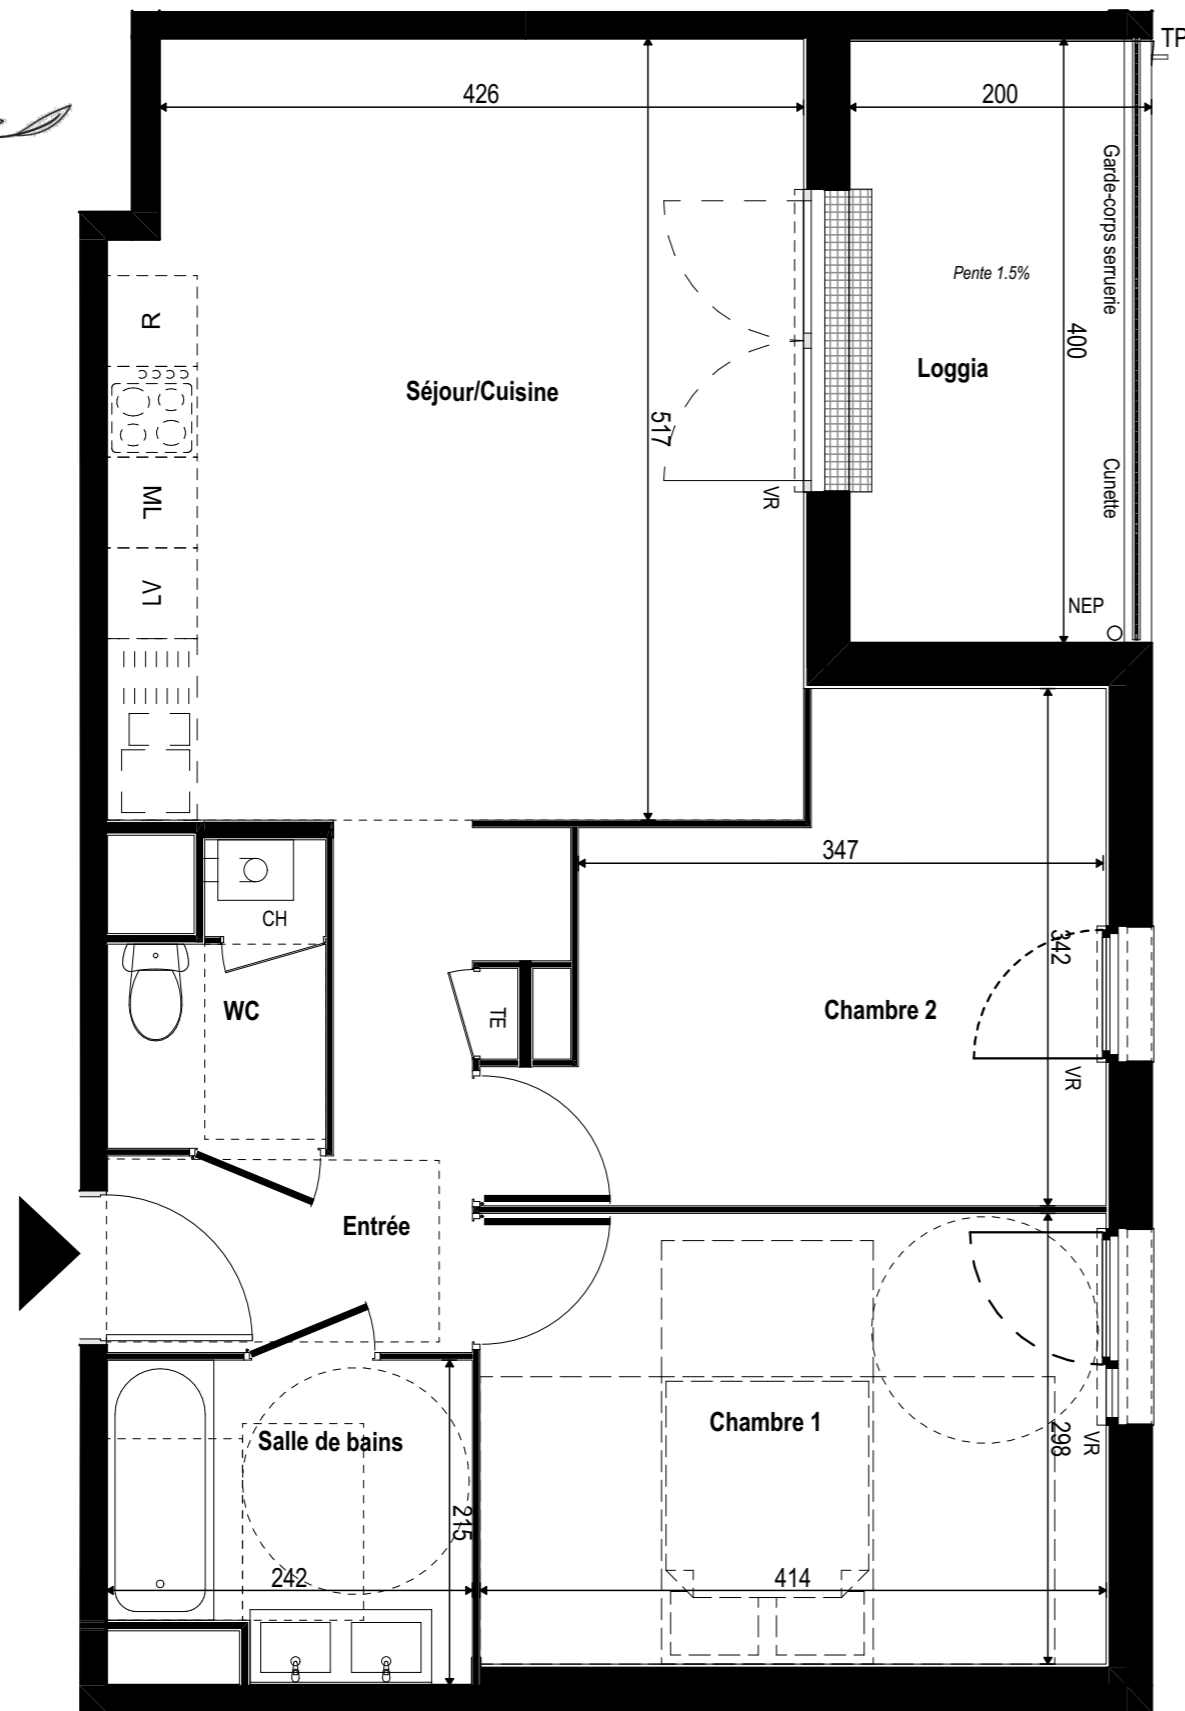 TP
426
200
Garde-corps serruerie
Pente 1.5%
R
400
Loggia
Séjour/Cuisine
517
Cunette
ML
VR
LV
NEP
347
CH
342
WC
TE
Chambre 2
VR
Entrée
Chambre 1
298
VR
Salle de bains
215
242
414